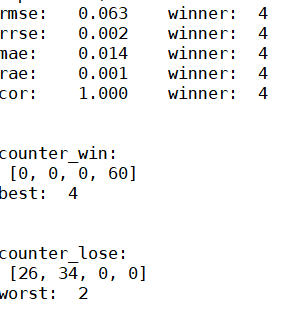 rmse: 0.063 winner: 4
rrse: 0.002 winner: 4
mae: 0.014 winner: 4
rae: 0.001 winner: 4
cor: 1.000 winner: 4
counter_win:
[0, 0, 0, 60]
best: 4
counter_lose:
[26, 34, 0, 0]
worst: 2